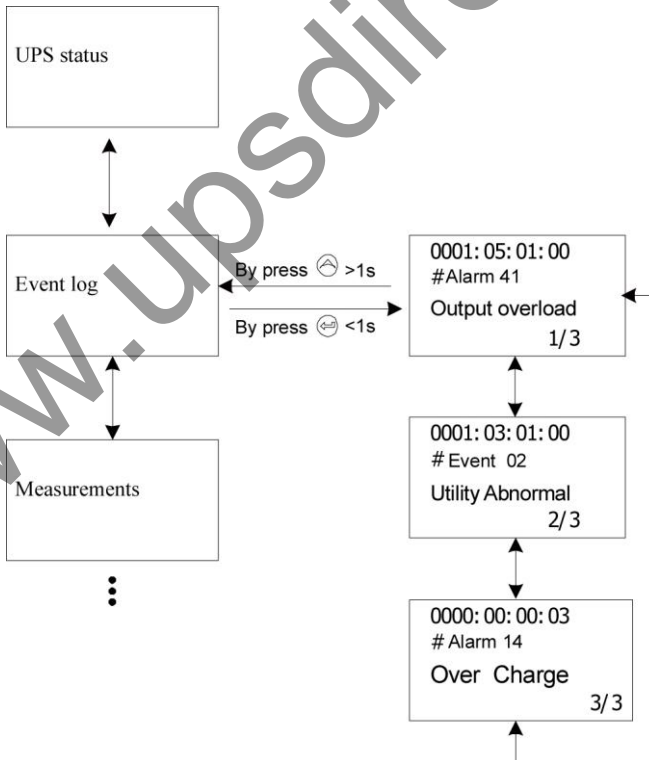 UPS status
Event log
Measurements
By press >1s
By press <1s
0001:05:01:00
#Alarm 41
Output overload
1/3
0001:03:01:00
# Event 02
Utility Abnormal
2/3
0000:00:00:03
# Alarm 14
Over Charge
3/3
w.upsdire